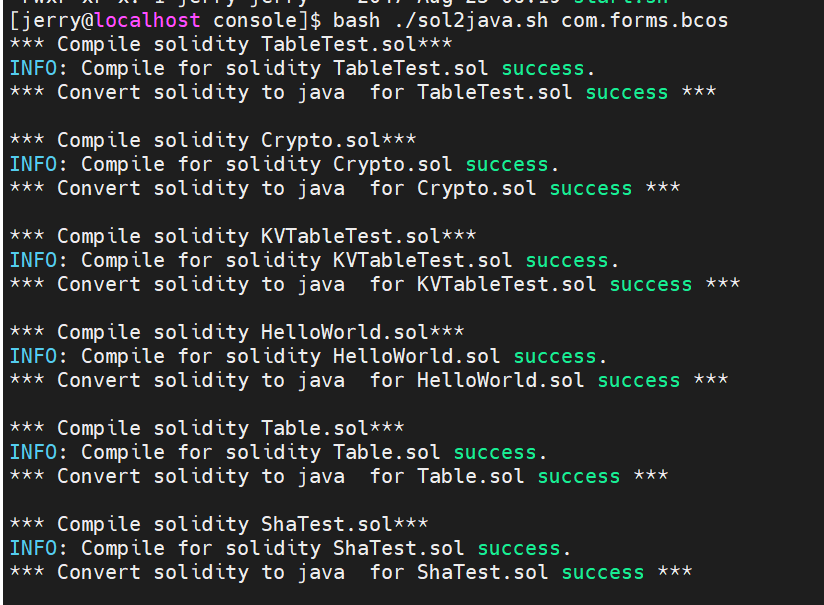 [jerry@localhost console]$ bash ./sol2java.sh com.forms.bcos
*** Compile solidity TableTest.sol***
INFO: Compile for solidity TableTest.sol success.
*** Convert solidity to java  for TableTest.sol success ***
*** Compile solidity Crypto.sol***
INFO: Compile for solidity Crypto.sol success.
*** Convert solidity to java  for Crypto.sol success ***
*** Compile solidity KVTableTest.sol***
INFO: Compile for solidity KVTableTest.sol success.
*** Convert solidity to java  for KVTableTest.sol success ***
*** Compile solidity HelloWorld.sol***
INFO: Compile for solidity HelloWorld.sol success.
*** Convert solidity to java  for HelloWorld.sol success ***
*** Compile solidity Table.sol***
INFO: Compile for solidity Table.sol success.
*** Convert solidity to java  for Table.sol success ***
*** Compile solidity ShaTest.sol***
INFO: Compile for solidity ShaTest.sol success.
*** Convert solidity to java  for ShaTest.sol success ***